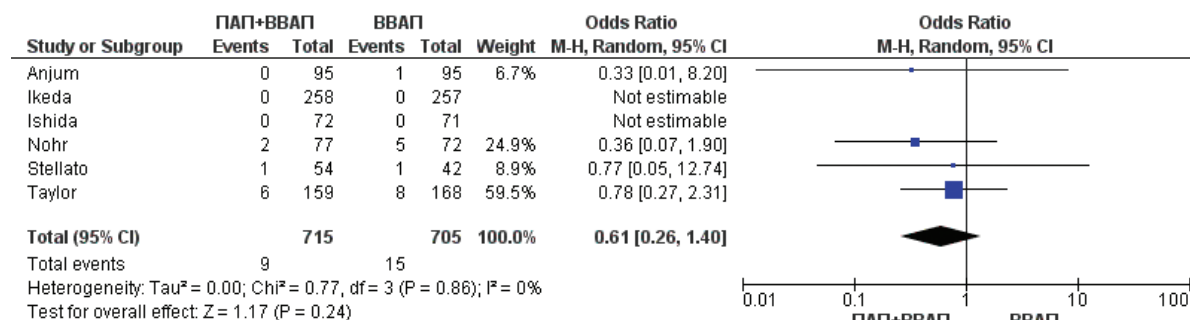 ПАП+ВВАП ВВАП Odds Ratio Odds Ratio
Study or Subgroup Events Total Events Total Weight M-H, Random, 95% CI M-H, Random, 95% CI
Anjum 0 95 1 95 6.7% 0.33 [0.01, 8.20]
Ikeda 0 258 0 257 Not estimable
Ishida 0 72 0 71 Not estimable
Nohr 2 77 5 72 24.9% 0.36 [0.07, 1.90]
Stellato 1 54 1 42 8.9% 0.77 [0.05, 12.74]
Taylor 6 159 8 168 59.5% 0.78 [0.27, 2.31]
Total (95% CI) 715 705 100.0% 0.61 [0.26, 1.40]
Total events 9 15
Heterogeneity: Tau² = 0.00; Chi² = 0.77, df = 3 (P = 0.86); I² = 0%
Test for overall effect: Z = 1.17 (P = 0.24)
0.01 0.1 1 10 100
ПАП+ВВАП ВВАП